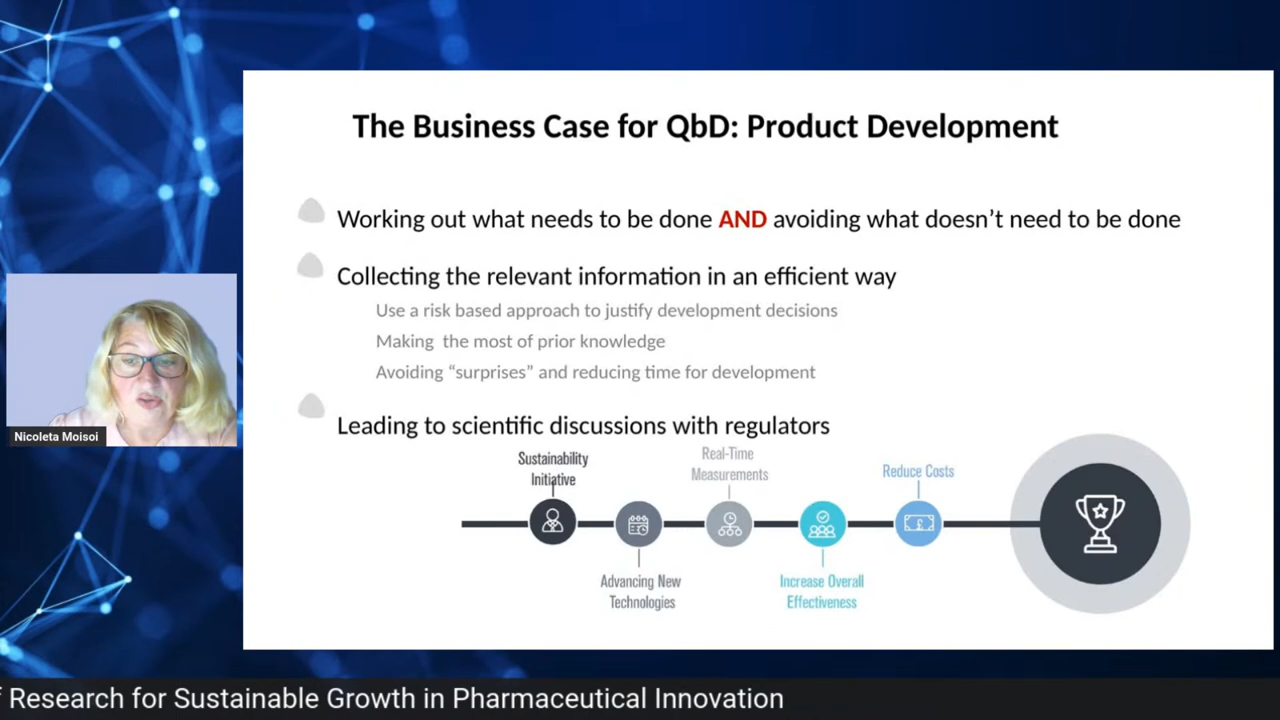 The Business Case for QbD: Product Development
Working out what needs to be done AND avoiding what doesn’t need to be done
Collecting the relevant information in an efficient way
Use a risk based approach to justify development decisions
Making the most of prior knowledge
Avoiding “surprises” and reducing time for development
Leading to scientific discussions with regulators
Sustainability
Initiative
Real-Time
Measurements
Reduce Costs
£
Advancing New
Technologies
Increase Overall
Effectiveness
Nicoleta Moisoi
Research for Sustainable Growth in Pharmaceutical Innovation